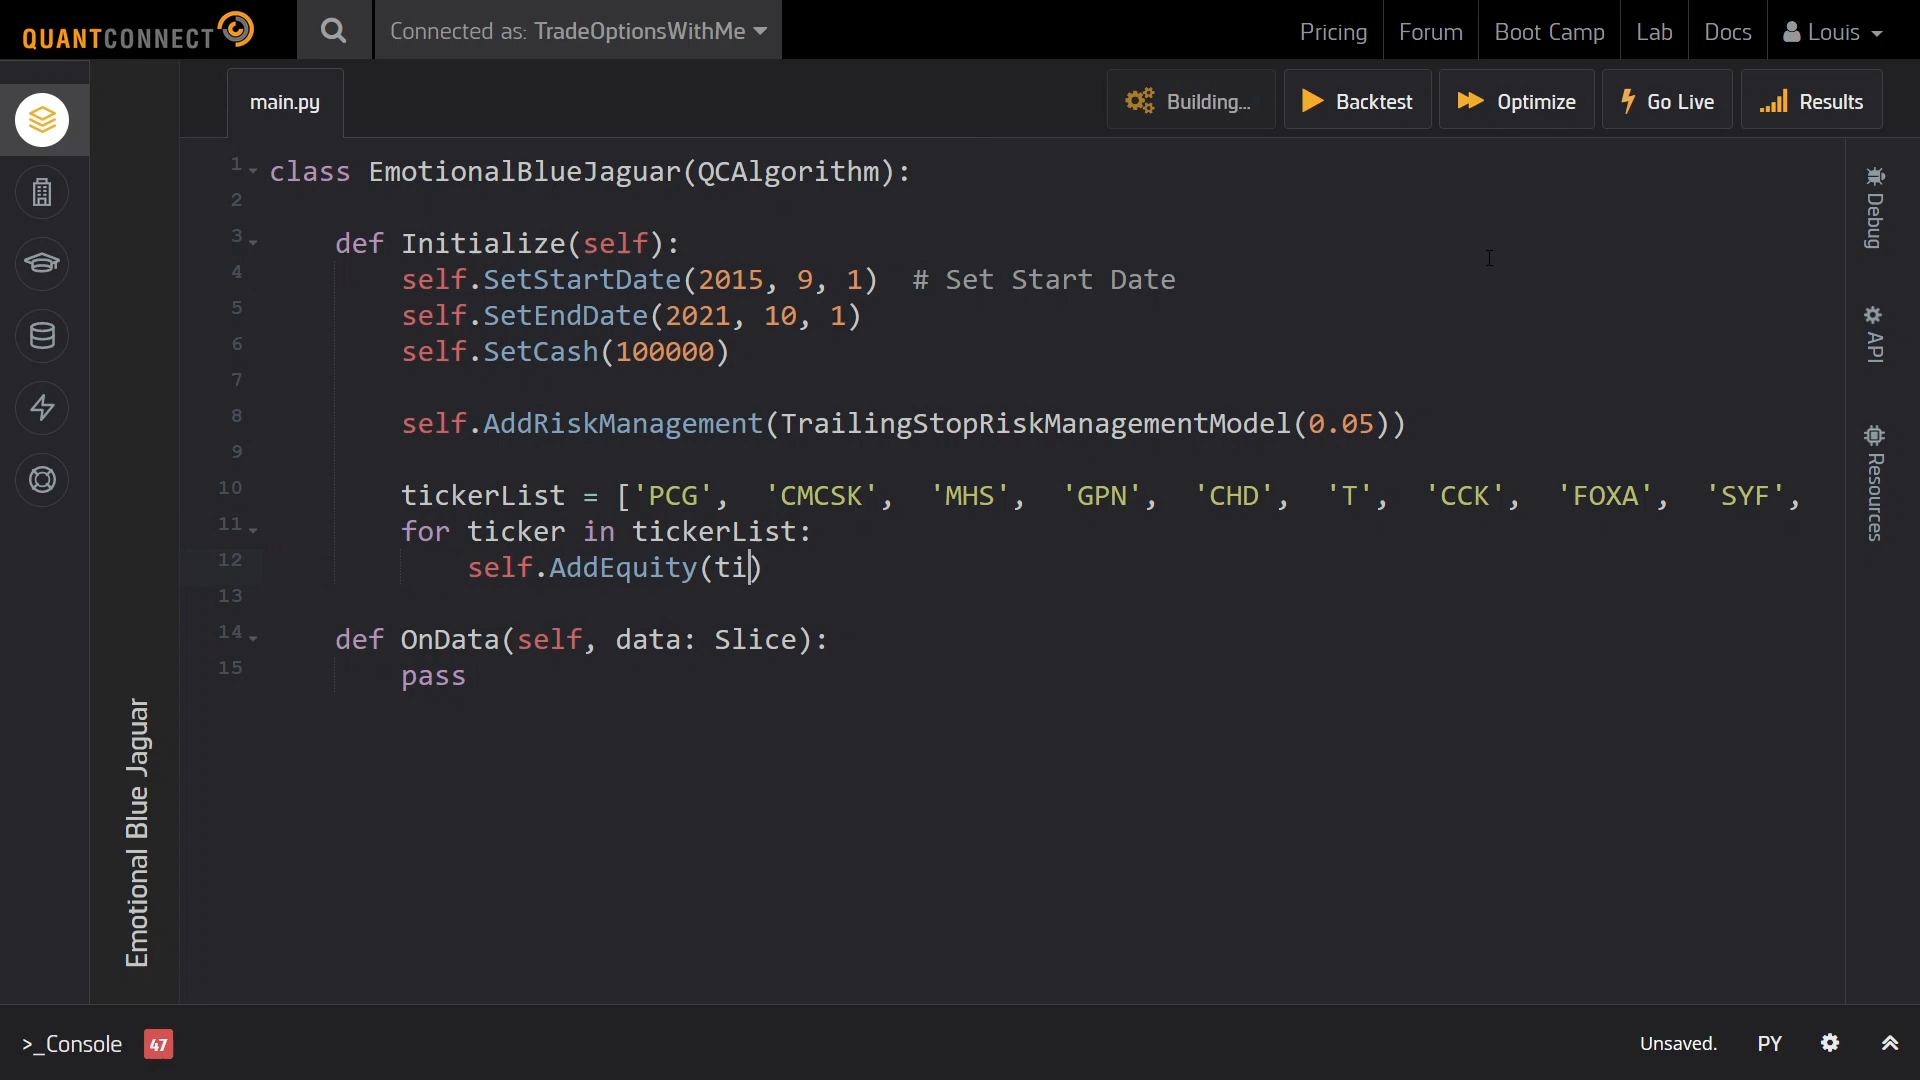 QUANTCONNECT
Connected as: TradeOptionsWithMe
Pricing
Forum
Boot Camp
Lab
Docs
Louis
main.py
Building...
Backtest
Optimize
Go Live
Results
1 class EmotionalBlueJaguar(QCAlgorithm):
2
3 def Initialize(self):
4 self.SetStartDate(2015, 9, 1)  # Set Start Date
5 self.SetEndDate(2021, 10, 1)
6 self.SetCash(100000)
7
8 self.AddRiskManagement(TrailingStopRiskManagementModel(0.05))
9
10 tickerList = ['PCG',  'CMCSK',  'MHS',  'GPN',  'CHD',  'T',  'CCK',  'FOXA',  'SYF',
11 for ticker in tickerList:
12 self.AddEquity(ti)
13
14 def OnData(self, data: Slice):
15 pass
Debug
API
Resources
Emotional Blue Jaguar
>_Console 47
Unsaved.
PY